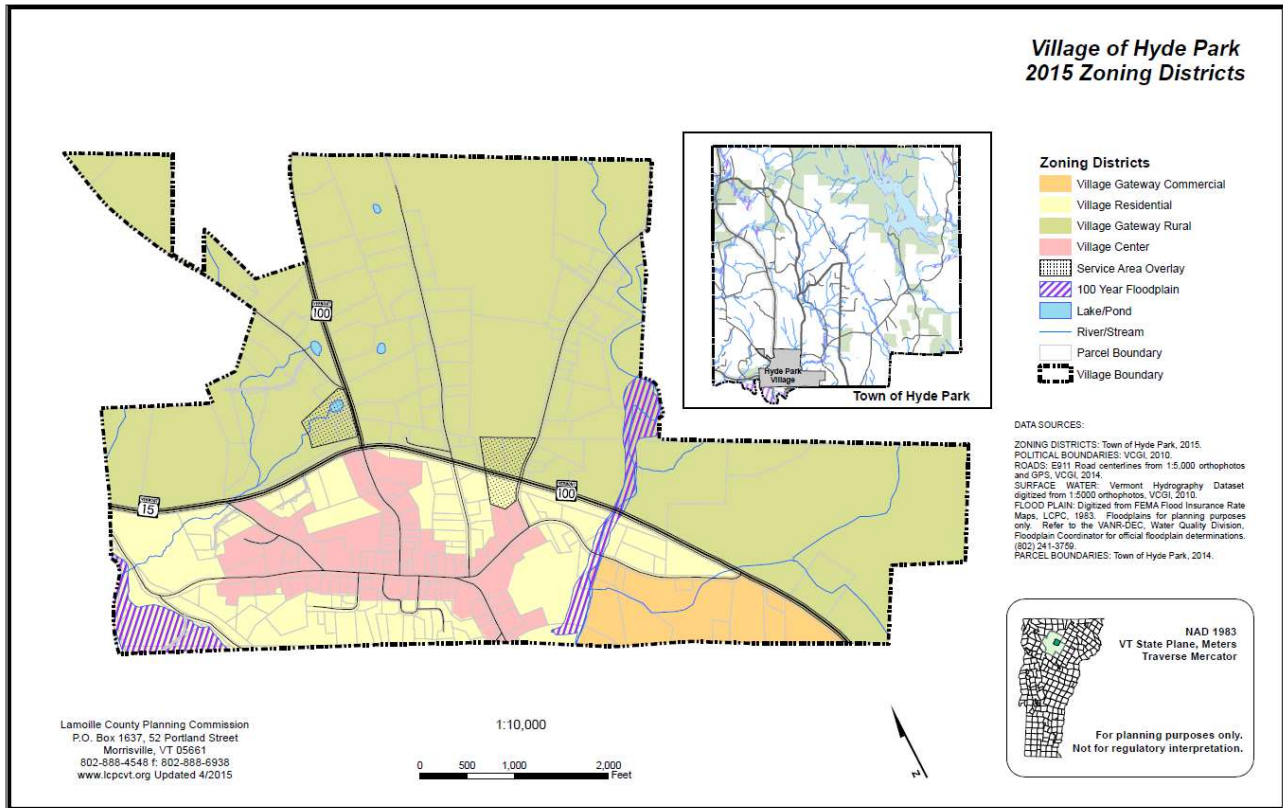 Village of Hyde Park
2015 Zoning Districts
Zoning Districts
Village Gateway Commercial
Village Residential
Village Gateway Rural
Village Center
Service Area Overlay
100 Year Floodplain
Lake/Pond
River/Stream
Parcel Boundary
Village Boundary
Hyde Park
Village
Town of Hyde Park
VERMONT
100
VERMONT
15
VERMONT
100
DATA SOURCES:
ZONING DISTRICTS: Town of Hyde Park, 2015.
POLITICAL BOUNDARIES: VCGI, 2010.
ROADS: E911 Road centerlines from 1:5,000 orthophotos
and GPS, VCGI, 2014.
SURFACE WATER: Vermont Hydrography Dataset
digitized from 1:5000 orthophotos, VCGI, 2010.
FLOOD PLAIN: Digitized from FEMA Flood Insurance Rate
Maps, LCPC, 1983. Floodplains for planning purposes
only. Refer to the VANR-DEC, Water Quality Division,
Floodplain Coordinator for official floodplain determinations.
(802) 241-3759.
PARCEL BOUNDARIES: Town of Hyde Park, 2014.
NAD 1983
VT State Plane, Meters
Traverse Mercator
For planning purposes only.
Not for regulatory interpretation.
Lamoille County Planning Commission
P.O. Box 1637, 52 Portland Street
Morrisville, VT 05661
802-888-4548 f: 802-888-6938
www.lcpcvt.org Updated 4/2015
1:10,000
0 500 1,000 2,000
Feet
N